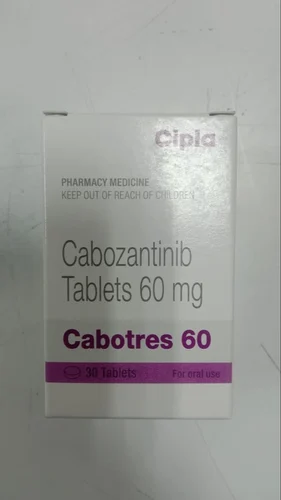 Cipla
PHARMACY MEDICINE
KEEP OUT OF REACH OF CHILDREN
Cabozantinib
Tablets 60 mg
Cabotres 60
30 Tablets For oral use